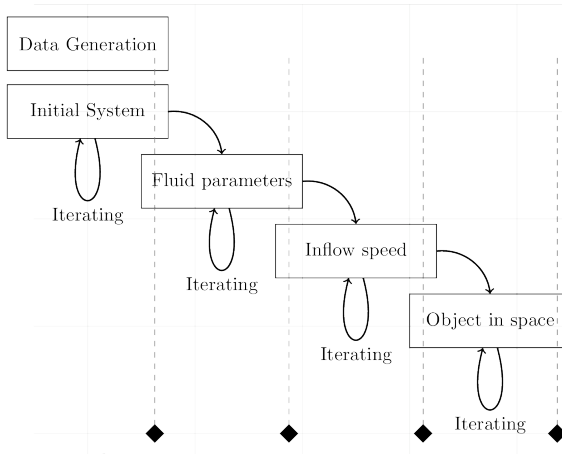 Data Generation
Initial System
Iterating
Fluid parameters
Iterating
Inflow speed
Iterating
Object in space
Iterating